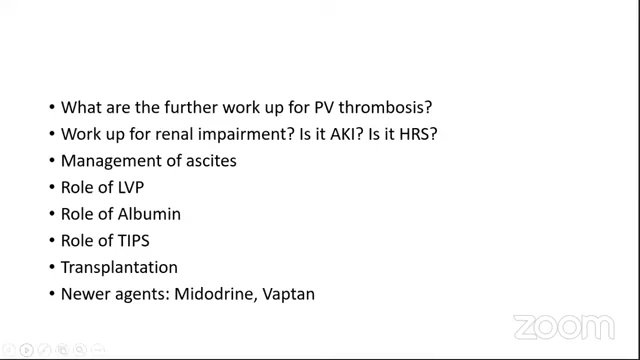 • What are the further work up for PV thrombosis?
• Work up for renal impairment? Is it AKI? Is it HRS?
• Management of ascites
• Role of LVP
• Role of Albumin
• Role of TIPS
• Transplantation
• Newer agents: Midodrine, Vaptan
zoom